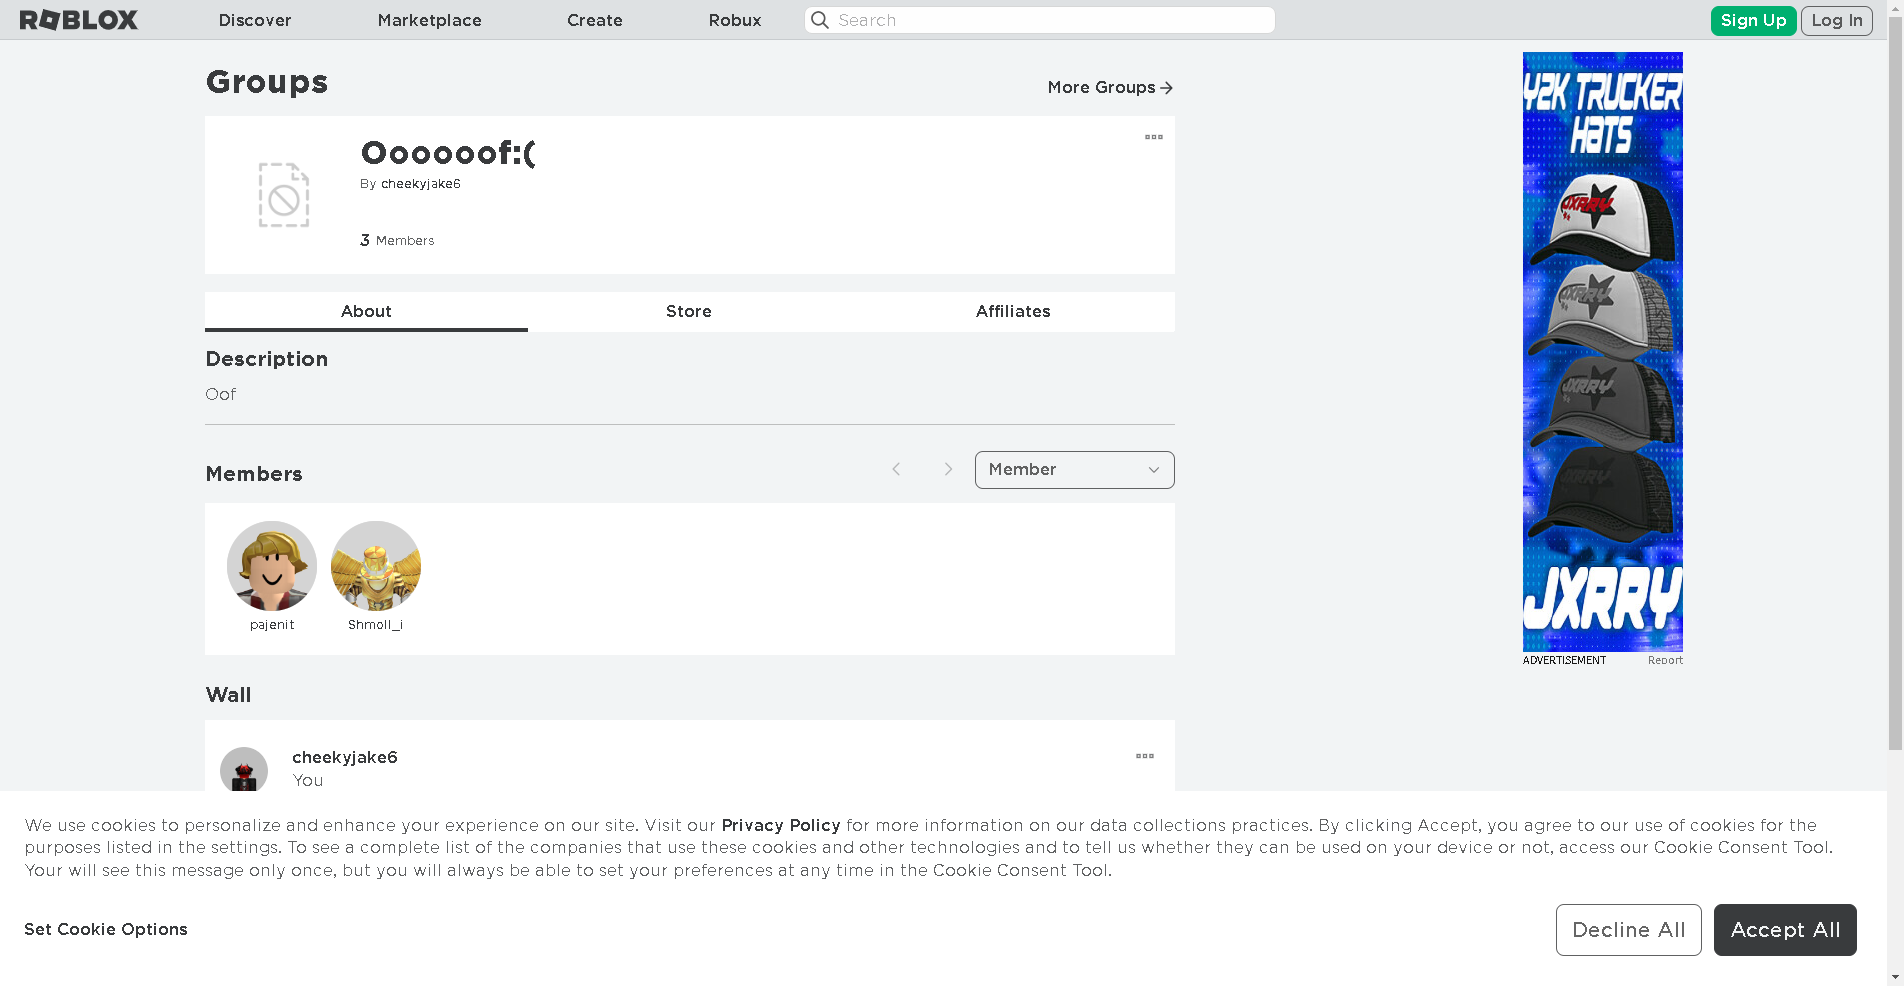 ROBLOX
Discover
Marketplace
Create
Robux
Search
Sign Up
Log In
Groups
More Groups
Oooooof:(
By cheekyjake6
3 Members
About
Store
Affiliates
Description
Oof
Members
Member
pajenit
Shmoll_i
Wall
cheekyjake6
You
Y2K TRUCKER
HATS
JXRRY
JXRRY
JXRRY
JXRRY
ADVERTISEMENT
Report
We use cookies to personalize and enhance your experience on our site. Visit our Privacy Policy for more information on our data collections practices. By clicking Accept, you agree to our use of cookies for the
purposes listed in the settings. To see a complete list of the companies that use these cookies and other technologies and to tell us whether they can be used on your device or not, access our Cookie Consent Tool.
Your will see this message only once, but you will always be able to set your preferences at any time in the Cookie Consent Tool.
Set Cookie Options
Decline All
Accept All